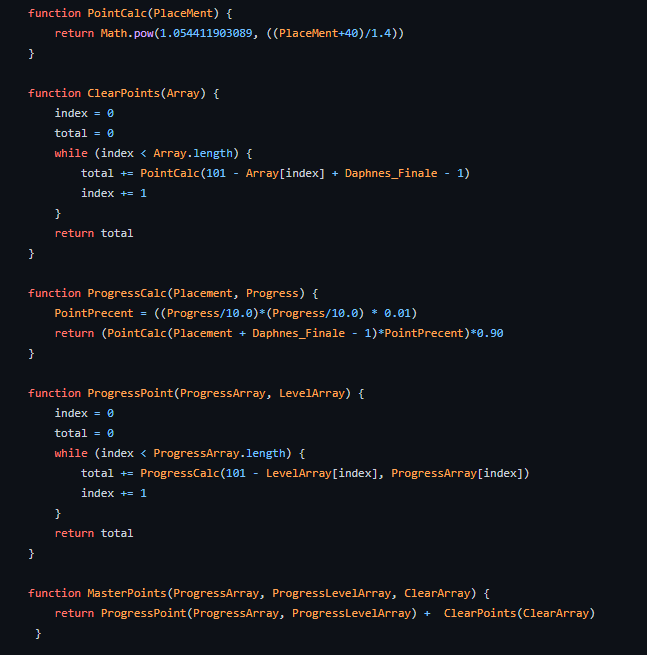 function PointCalc(PlaceMent) {
    return Math.pow(1.054411903089, ((PlaceMent+40)/1.4))
}

function ClearPoints(Array) {
    index = 0
    total = 0
    while (index < Array.length) {
        total += PointCalc(101 - Array[index] + Daphnes_Finale - 1)
        index += 1
    }
    return total
}

function ProgressCalc(Placement, Progress) {
    PointPrecent = ((Progress/10.0)*(Progress/10.0) * 0.01)
    return (PointCalc(Placement + Daphnes_Finale - 1)*PointPrecent)*0.90
}

function ProgressPoint(ProgressArray, LevelArray) {
    index = 0
    total = 0
    while (index < ProgressArray.length) {
        total += ProgressCalc(101 - LevelArray[index], ProgressArray[index])
        index += 1
    }
    return total
}

function MasterPoints(ProgressArray, ProgressLevelArray, ClearArray) {
    return ProgressPoint(ProgressArray, ProgressLevelArray) +  ClearPoints(ClearArray)
 }